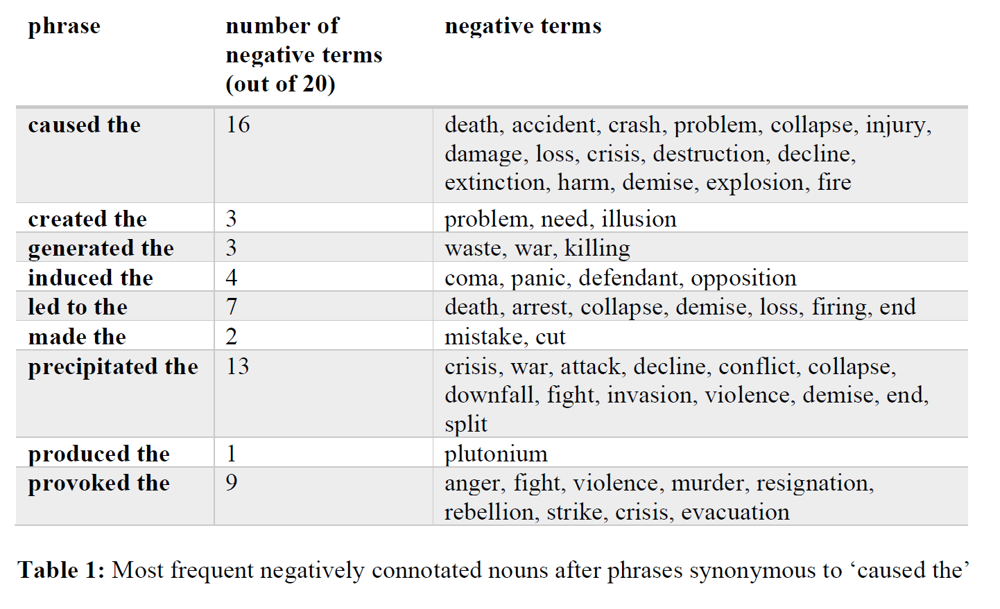 phrase number of negative terms
negative terms
(out of 20)
caused the 16 death, accident, crash, problem, collapse, injury,
damage, loss, crisis, destruction, decline,
extinction, harm, demise, explosion, fire
created the 3 problem, need, illusion
generated the 3 waste, war, killing
induced the 4 coma, panic, defendant, opposition
led to the 7 death, arrest, collapse, demise, loss, firing, end
made the 2 mistake, cut
precipitated the 13 crisis, war, attack, decline, conflict, collapse,
downfall, fight, invasion, violence, demise, end,
split
produced the 1 plutonium
provoked the 9 anger, fight, violence, murder, resignation,
rebellion, strike, crisis, evacuation
Table 1: Most frequent negatively connotated nouns after phrases synonymous to ‘caused the’